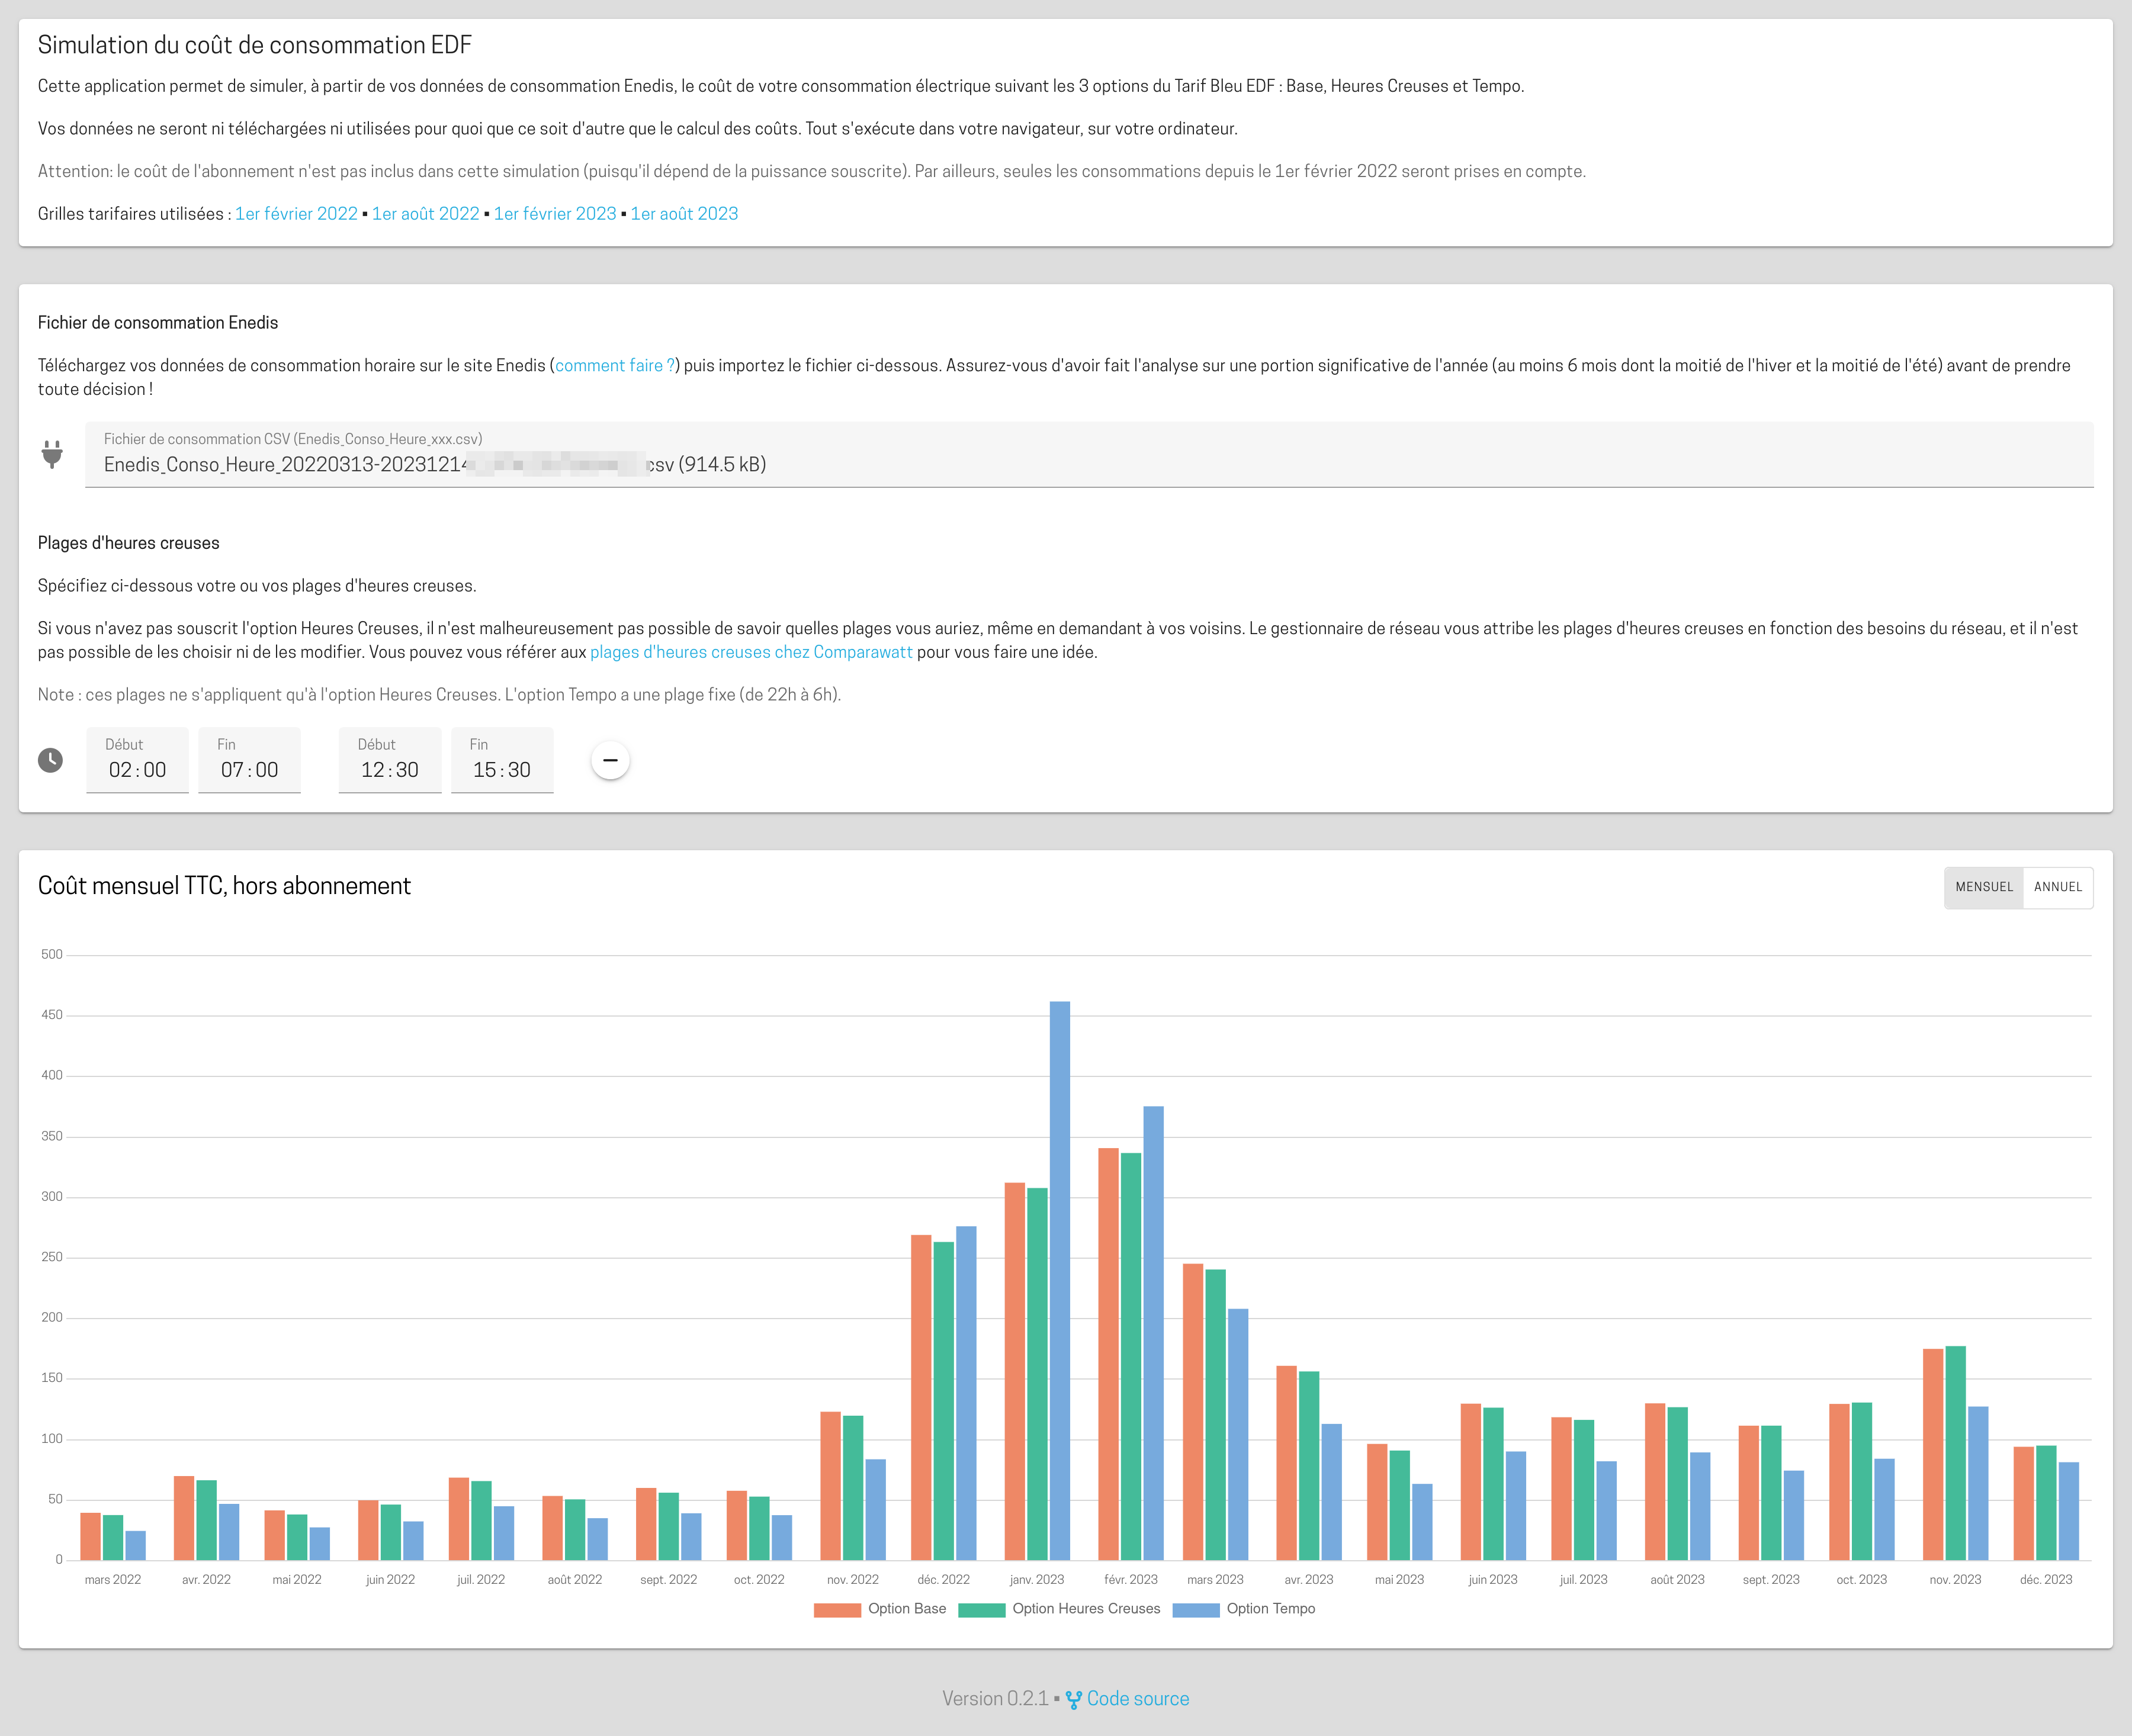 Simulation du coût de consommation EDF
Cette application permet de simuler, à partir de vos données de consommation Enedis, le coût de votre consommation électrique suivant les 3 options du Tarif Bleu EDF : Base, Heures Creuses et Tempo.
Vos données ne seront ni téléchargées ni utilisées pour quoi que ce soit d'autre que le calcul des coûts. Tout s'exécute dans votre navigateur, sur votre ordinateur.
Attention: le coût de l'abonnement n'est pas inclus dans cette simulation (puisqu'il dépend de la puissance souscrite). Par ailleurs, seules les consommations depuis le 1er février 2022 seront prises en compte.
Grilles tarifaires utilisées : 1er février 2022 ▪ 1er août 2022 ▪ 1er février 2023 ▪ 1er août 2023
Fichier de consommation Enedis
Téléchargez vos données de consommation horaire sur le site Enedis (comment faire ?) puis importez le fichier ci-dessous. Assurez-vous d'avoir fait l'analyse sur une portion significative de l'année (au moins 6 mois dont la moitié de l'hiver et la moitié de l'été) avant de prendre
toute décision !
Fichier de consommation CSV (Enedis_Conso_Heure_xxx.csv)
Enedis_Conso_Heure_20220313-20231214 csv (914.5 kB)
Plages d'heures creuses
Spécifiez ci-dessous votre ou vos plages d'heures creuses.
Si vous n'avez pas souscrit l'option Heures Creuses, il n'est malheureusement pas possible de savoir quelles plages vous auriez, même en demandant à vos voisins. Le gestionnaire de réseau vous attribe les plages d'heures creuses en fonction des besoins du réseau, et il n'est
pas possible de les choisir ni de les modifier. Vous pouvez vous référer aux plages d'heures creuses chez Comparawatt pour vous faire une idée.
Note : ces plages ne s'appliquent qu'à l'option Heures Creuses. L'option Tempo a une plage fixe (de 22h à 6h).
Début Fin Début Fin
02:00 07:00 12:30 15:30
Coût mensuel TTC, hors abonnement
MENSUEL ANNUEL
500
450
400
350
300
250
200
150
100
50
0
mars 2022 avr. 2022 mai 2022 juin 2022 juil. 2022 août 2022 sept. 2022 oct. 2022 nov. 2022 déc. 2022 janv. 2023 févr. 2023 mars 2023 avr. 2023 mai 2023 juin 2023 juil. 2023 août 2023 sept. 2023 oct. 2023 nov. 2023 déc. 2023
Option Base Option Heures Creuses Option Tempo
Version 0.2.1 ▪ Code source